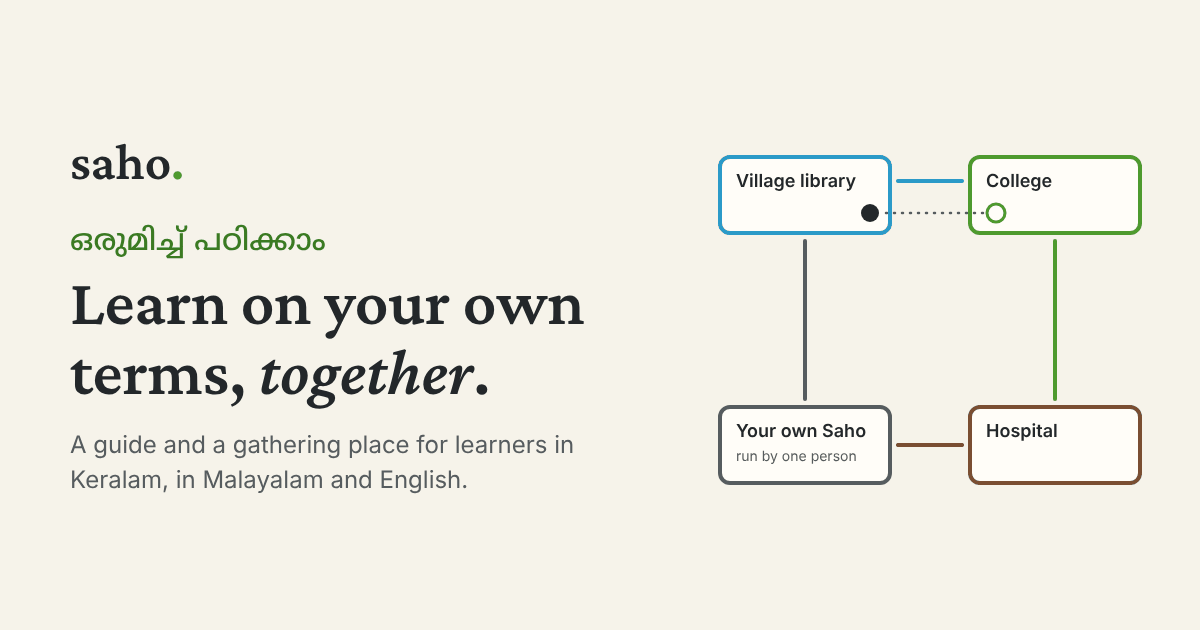 saho.
ഒരുമിച്ച് പഠിക്കാം
Learn on your own
terms, together.
A guide and a gathering place for learners in
Keralam, in Malayalam and English.
Village library
College
Your own Saho
run by one person
Hospital